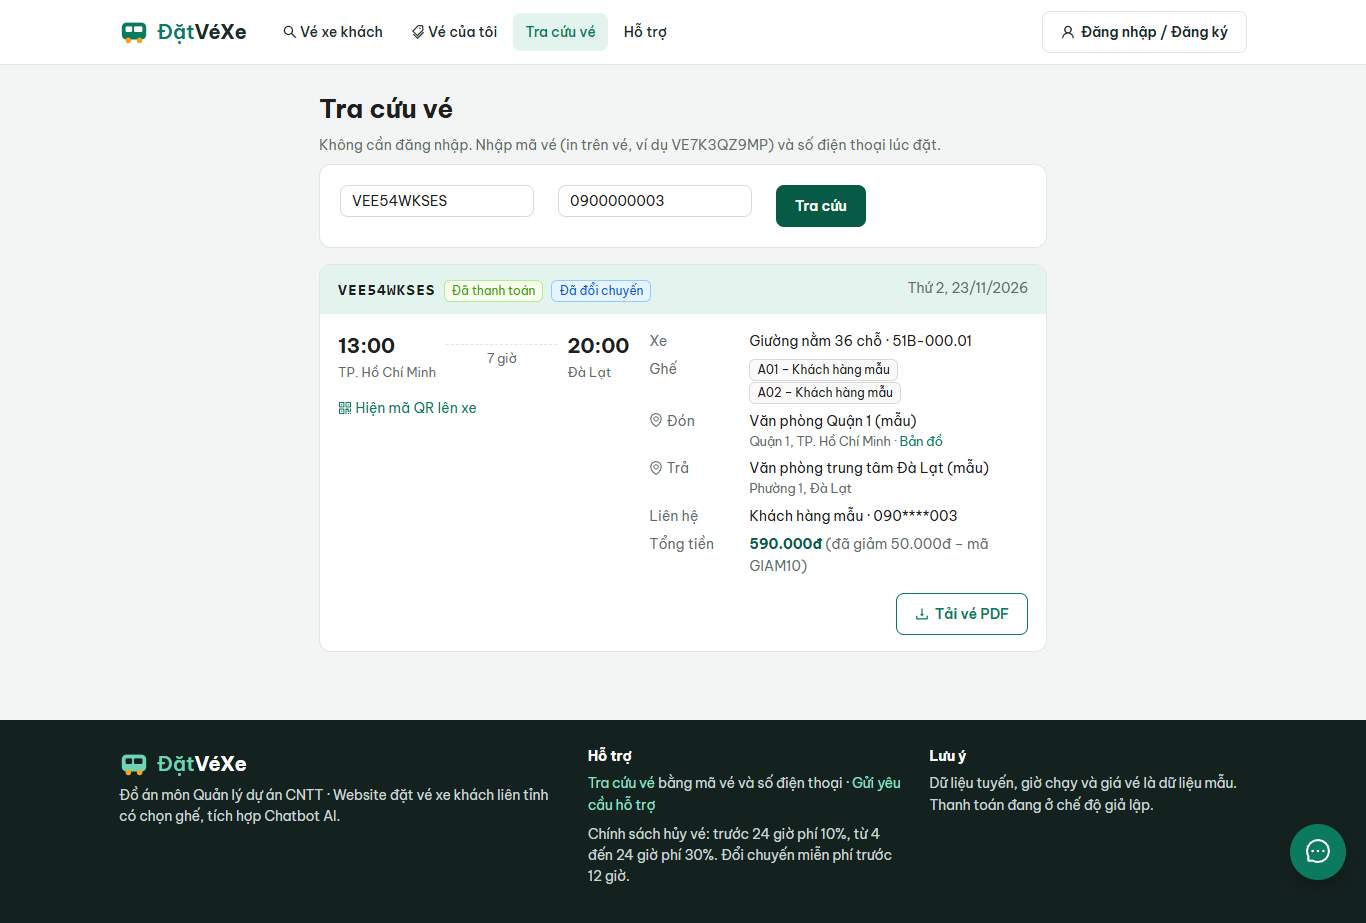 ĐặtVéXe
Vé xe khách
Vé của tôi
Tra cứu vé
Hỗ trợ
Đăng nhập / Đăng ký
Tra cứu vé
Không cần đăng nhập. Nhập mã vé (in trên vé, ví dụ VE7K3QZ9MP) và số điện thoại lúc đặt.
VEE54WKSES
0900000003
Tra cứu
VEE54WKSES
Đã thanh toán
Đã đổi chuyến
Thứ 2, 23/11/2026
13:00
7 giờ
20:00
TP. Hồ Chí Minh
Đà Lạt
Hiện mã QR lên xe
Xe
Giường nằm 36 chỗ · 51B-000.01
Ghế
A01 – Khách hàng mẫu
A02 – Khách hàng mẫu
Đón
Văn phòng Quận 1 (mẫu)
Quận 1, TP. Hồ Chí Minh · Bản đồ
Trả
Văn phòng trung tâm Đà Lạt (mẫu)
Phường 1, Đà Lạt
Liên hệ
Khách hàng mẫu · 090****003
Tổng tiền
590.000đ (đã giảm 50.000đ – mã
GIAM10)
Tải vé PDF
ĐặtVéXe
Đồ án môn Quản lý dự án CNTT · Website đặt vé xe khách liên tỉnh
có chọn ghế, tích hợp Chatbot AI.
Hỗ trợ
Tra cứu vé bằng mã vé và số điện thoại · Gửi yêu
cầu hỗ trợ
Chính sách hủy vé: trước 24 giờ phí 10%, từ 4
đến 24 giờ phí 30%. Đổi chuyến miễn phí trước
12 giờ.
Lưu ý
Dữ liệu tuyến, giờ chạy và giá vé là dữ liệu mẫu.
Thanh toán đang ở chế độ giả lập.